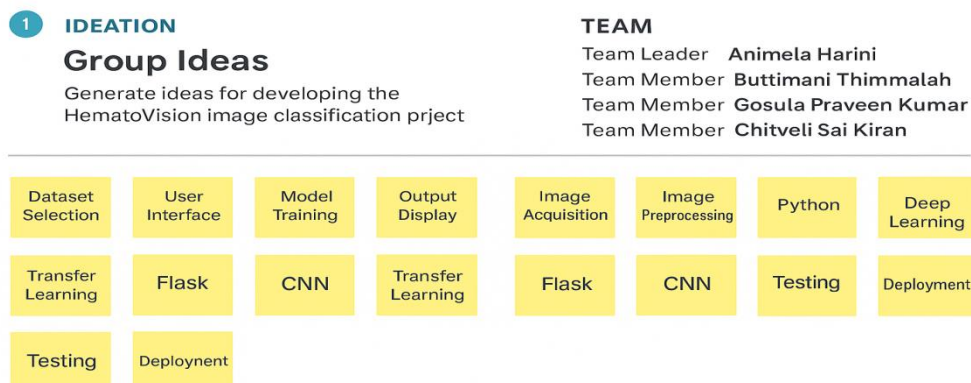 1 IDEATION
Group Ideas
Generate ideas for developing the
HematoVision image classification prject
TEAM
Team Leader Animela Harini
Team Member Buttimani Thimmalah
Team Member Gosula Praveen Kumar
Team Member Chitveli Sai Kiran
Dataset
Selection
User
Interface
Model
Training
Output
Display
Image
Acquisition
Image
Preprocessing
Python
Deep
Learning
Transfer
Learning
Flask
CNN
Transfer
Learning
Flask
CNN
Testing
Deployment
Testing
Deploynent